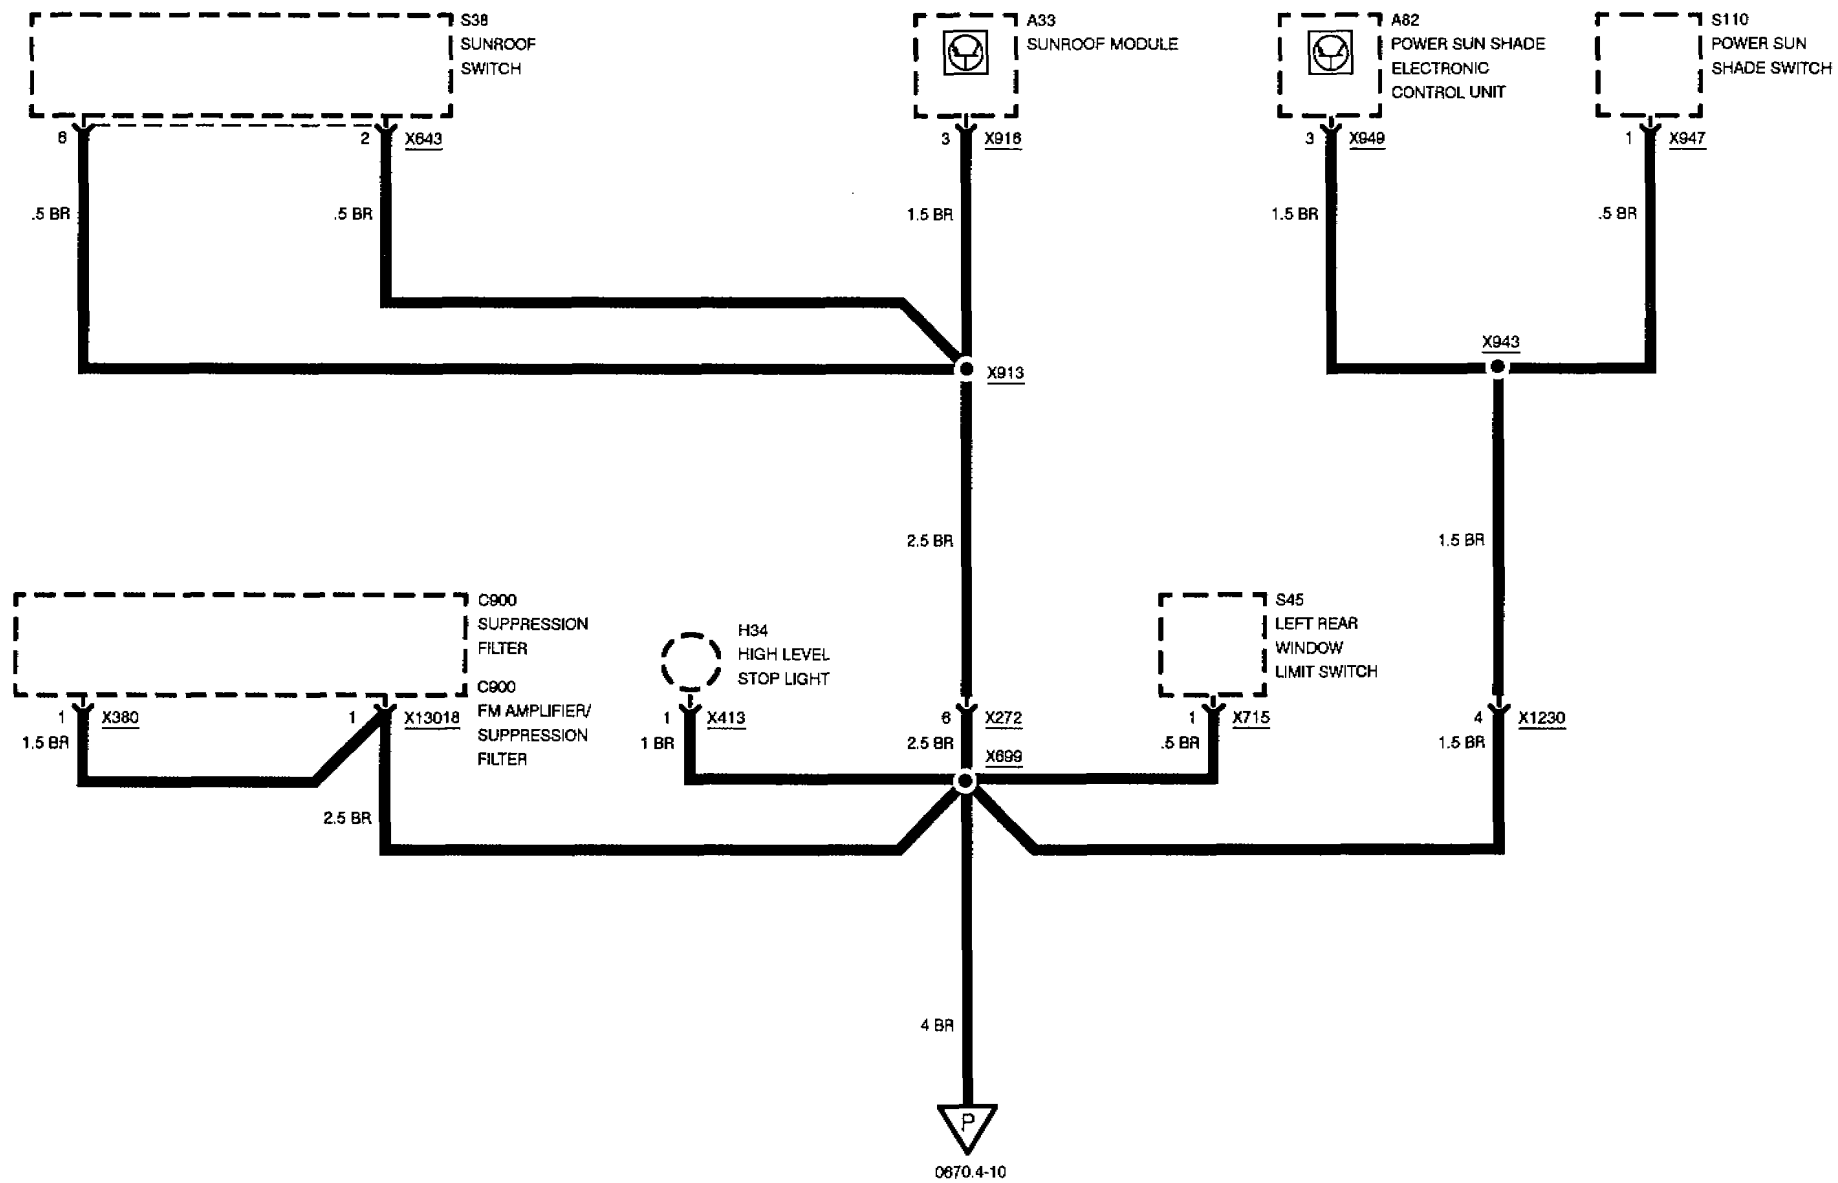 S38
SUNROOF
SWITCH
A33
SUNROOF MODULE
A82
POWER SUN SHADE
ELECTRONIC
CONTROL UNIT
S110
POWER SUN
SHADE SWITCH
6
2
X643
3
X916
3
X949
1
X947
.5 BR
.5 BR
1.5 BR
1.5 BR
.5 BR
X913
X943
2.5 BR
1.5 BR
C900
SUPPRESSION
FILTER
C900
FM AMPLIFIER/
SUPPRESSION
FILTER
H34
HIGH LEVEL
STOP LIGHT
S45
LEFT REAR
WINDOW
LIMIT SWITCH
1
X380
1
X13018
1
X413
6
X272
1
X715
4
X1230
1.5 BR
1 BR
2.5 BR
.5 BR
1.5 BR
X699
2.5 BR
4 BR
P
0670.4-10